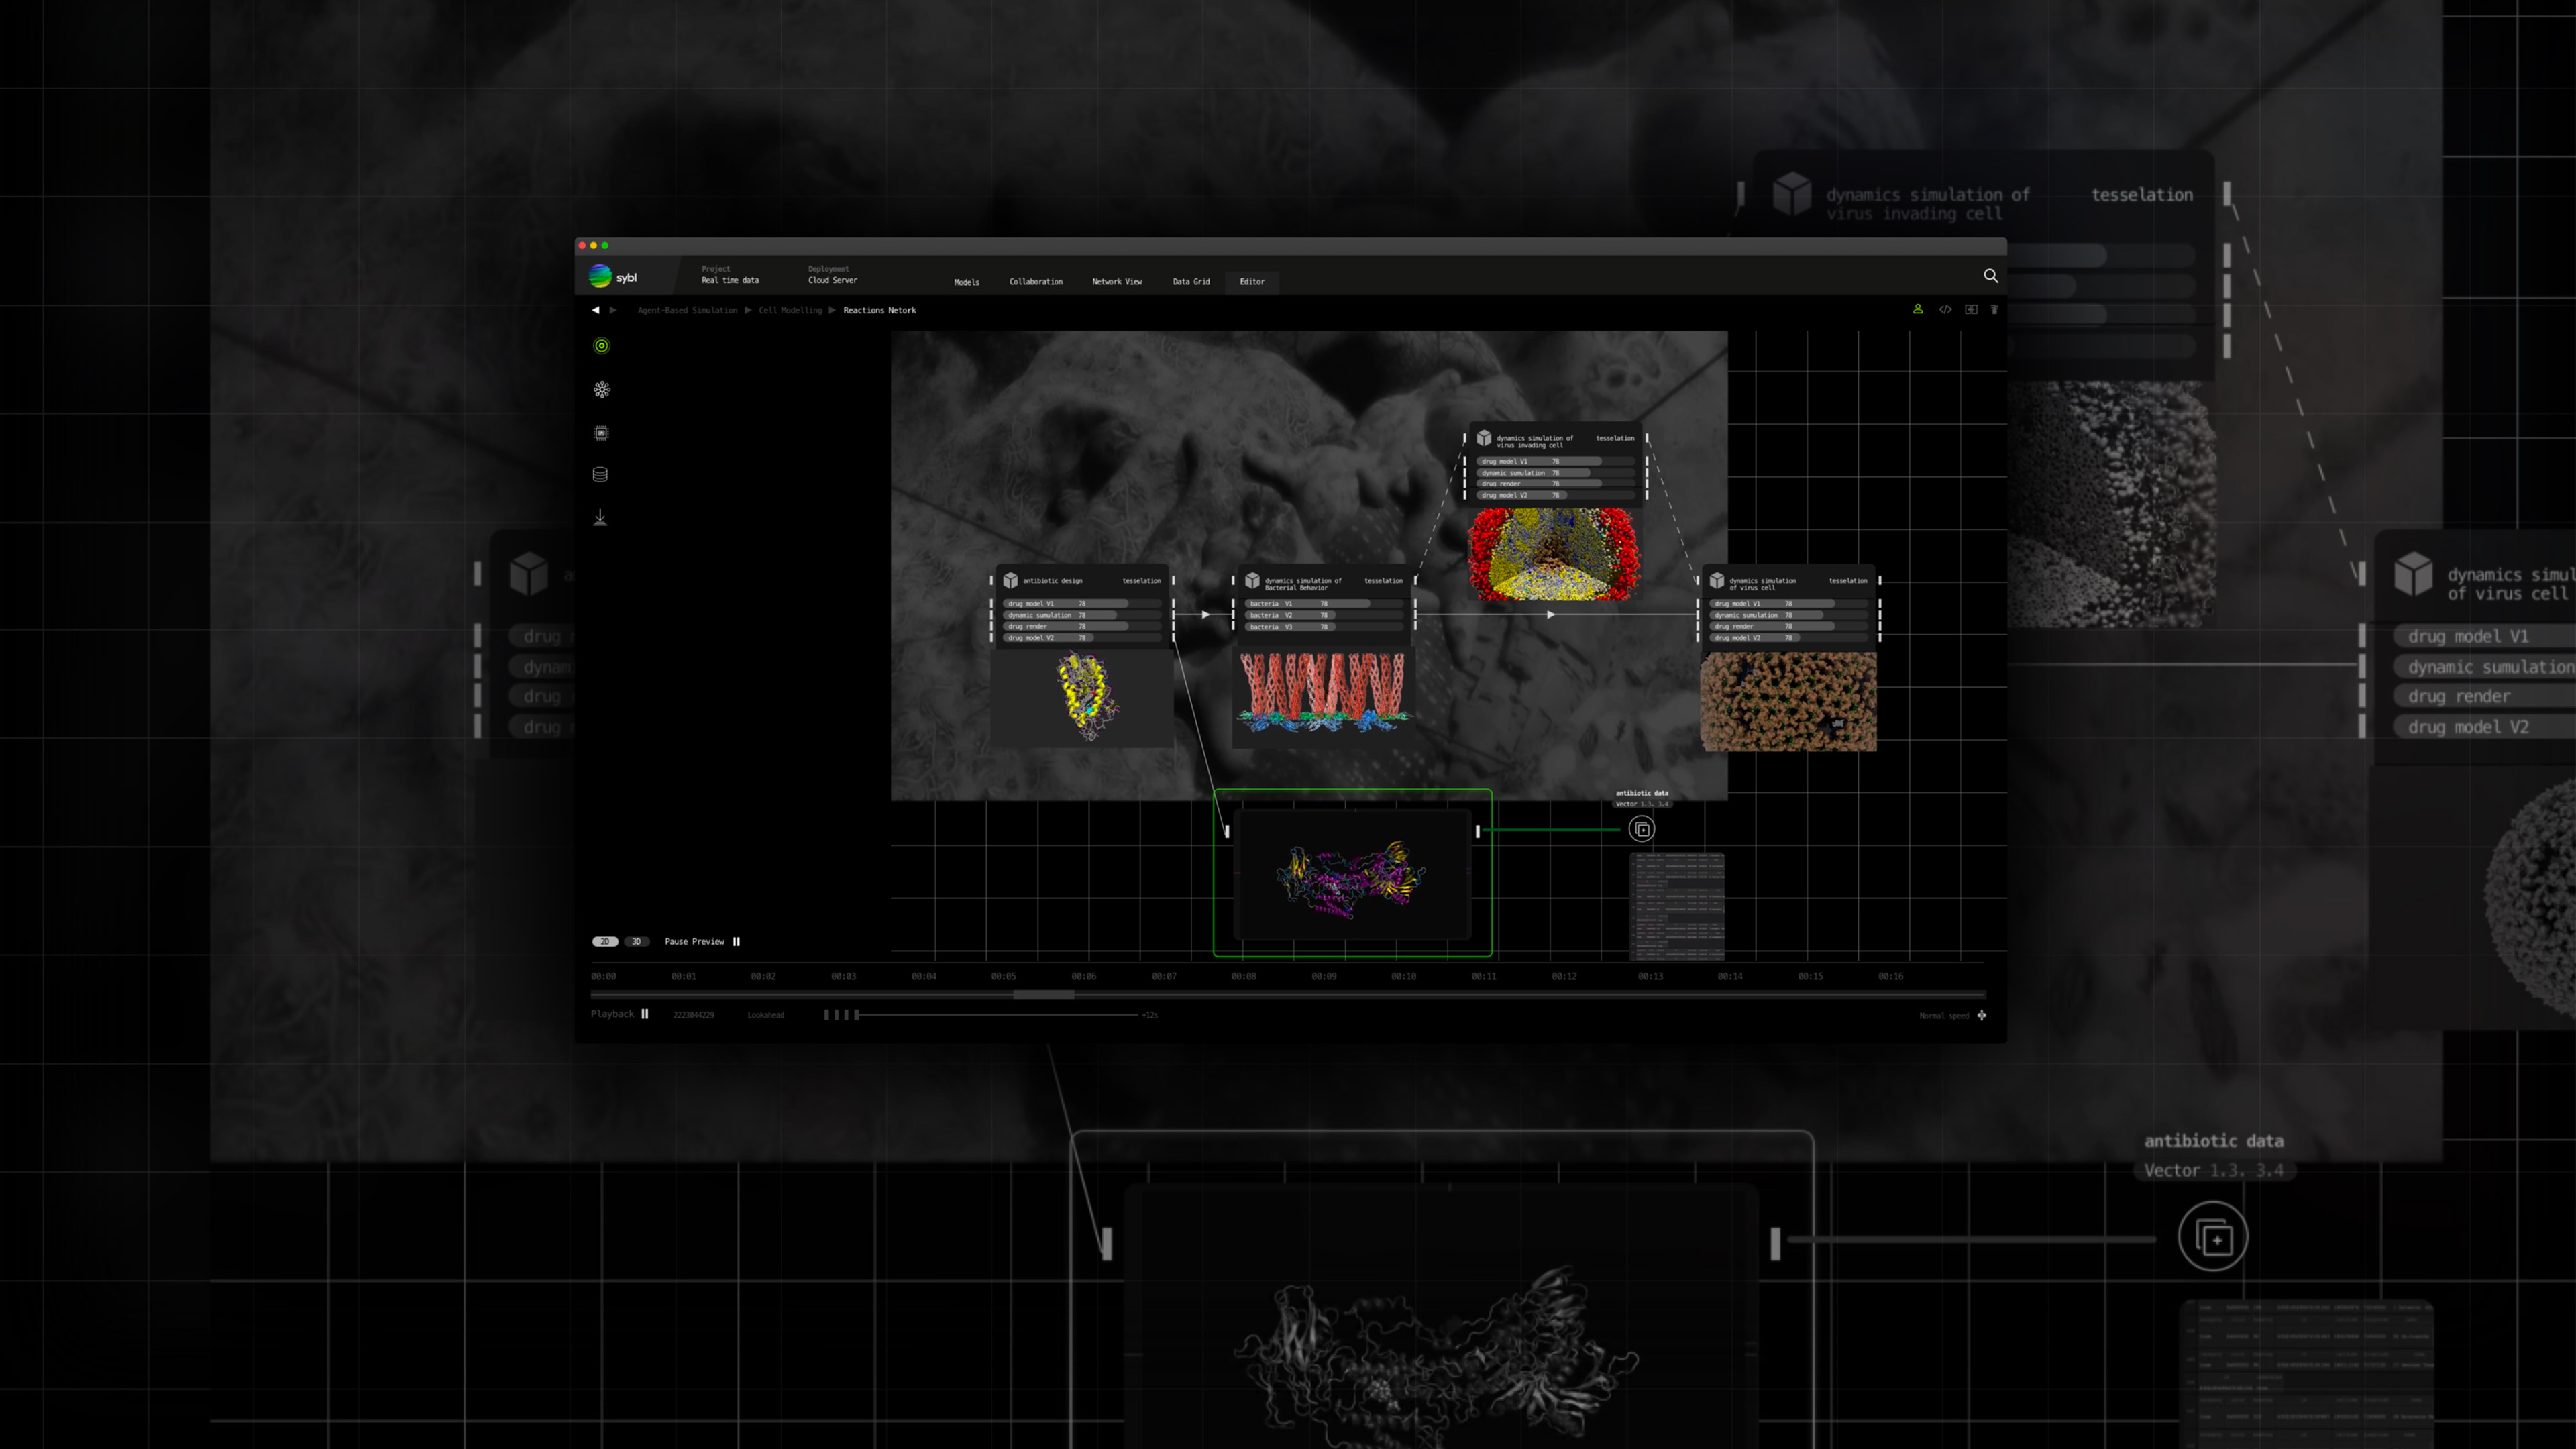 dynamics simulation of
virus invading cell
tesselation
sybl
Project
Real time data
Deployment
Cloud Server
Models
Collaboration
Network View
Data Grid
Editor
Agent-Based Simulation
Cell Modelling
Reactions Netork
dynamics simulation of
virus invading cell
tesselation
drug model V1 78
dynamic sumulation 78
drug render 78
drug model V2 78
antibiotic design
tesselation
drug model V1 78
dynamic sumulation 78
drug render 78
drug model V2 78
dynamics simulation of
Bacterial Behavior
tesselation
bacteria V1 78
bacteria V2 78
bacteria V3 78
dynamics simulation
of virus cell
tesselation
drug model V1 78
dynamic sumulation 78
drug render 78
drug model V2 78
dynamics simul
of virus cell
drug model V1
dynamic sumulation
drug render
drug model V2
a
drug
dynam
drug
drug
antibiotic data
Vector 1.3. 3.4
2D
3D
Pause Preview
00:00 00:01 00:02 00:03 00:04 00:05 00:06 00:07 00:08 00:09 00:10 00:11 00:12 00:13 00:14 00:15 00:16
Playback
2223044229
Lookahead
+12s
Normal speed
antibiotic data
Vector 1.3. 3.4